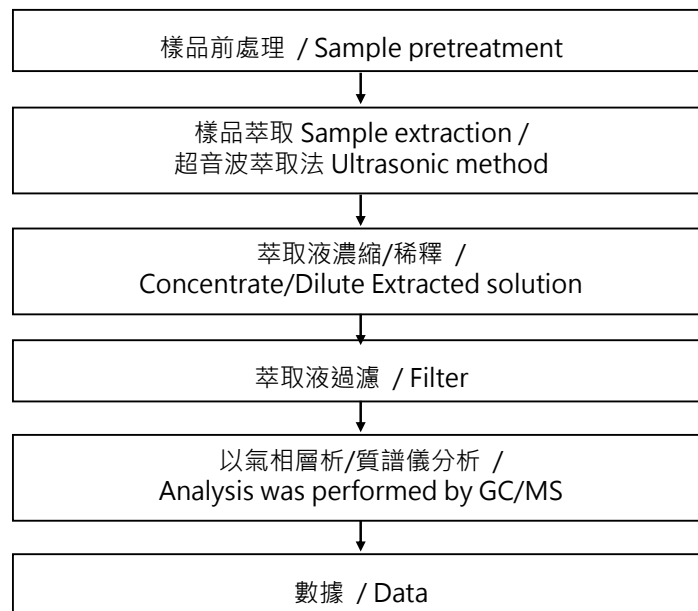 樣品前處理 / Sample pretreatment
樣品萃取 Sample extraction /
超音波萃取法 Ultrasonic method
萃取液濃縮/稀釋 /
Concentrate/Dilute Extracted solution
萃取液過濾 / Filter
以氣相層析/質譜儀分析 /
Analysis was performed by GC/MS
數據 / Data